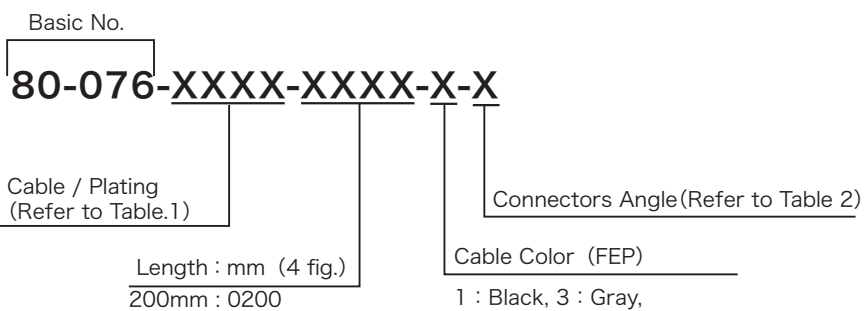 Basic No.
80-076-XXXX-XXXX-X-X
Cable / Plating
(Refer to Table.1)
Connectors Angle(Refer to Table 2)
Length：mm (4 fig.)
200mm : 0200
Cable Color (FEP)
1：Black, 3：Gray,